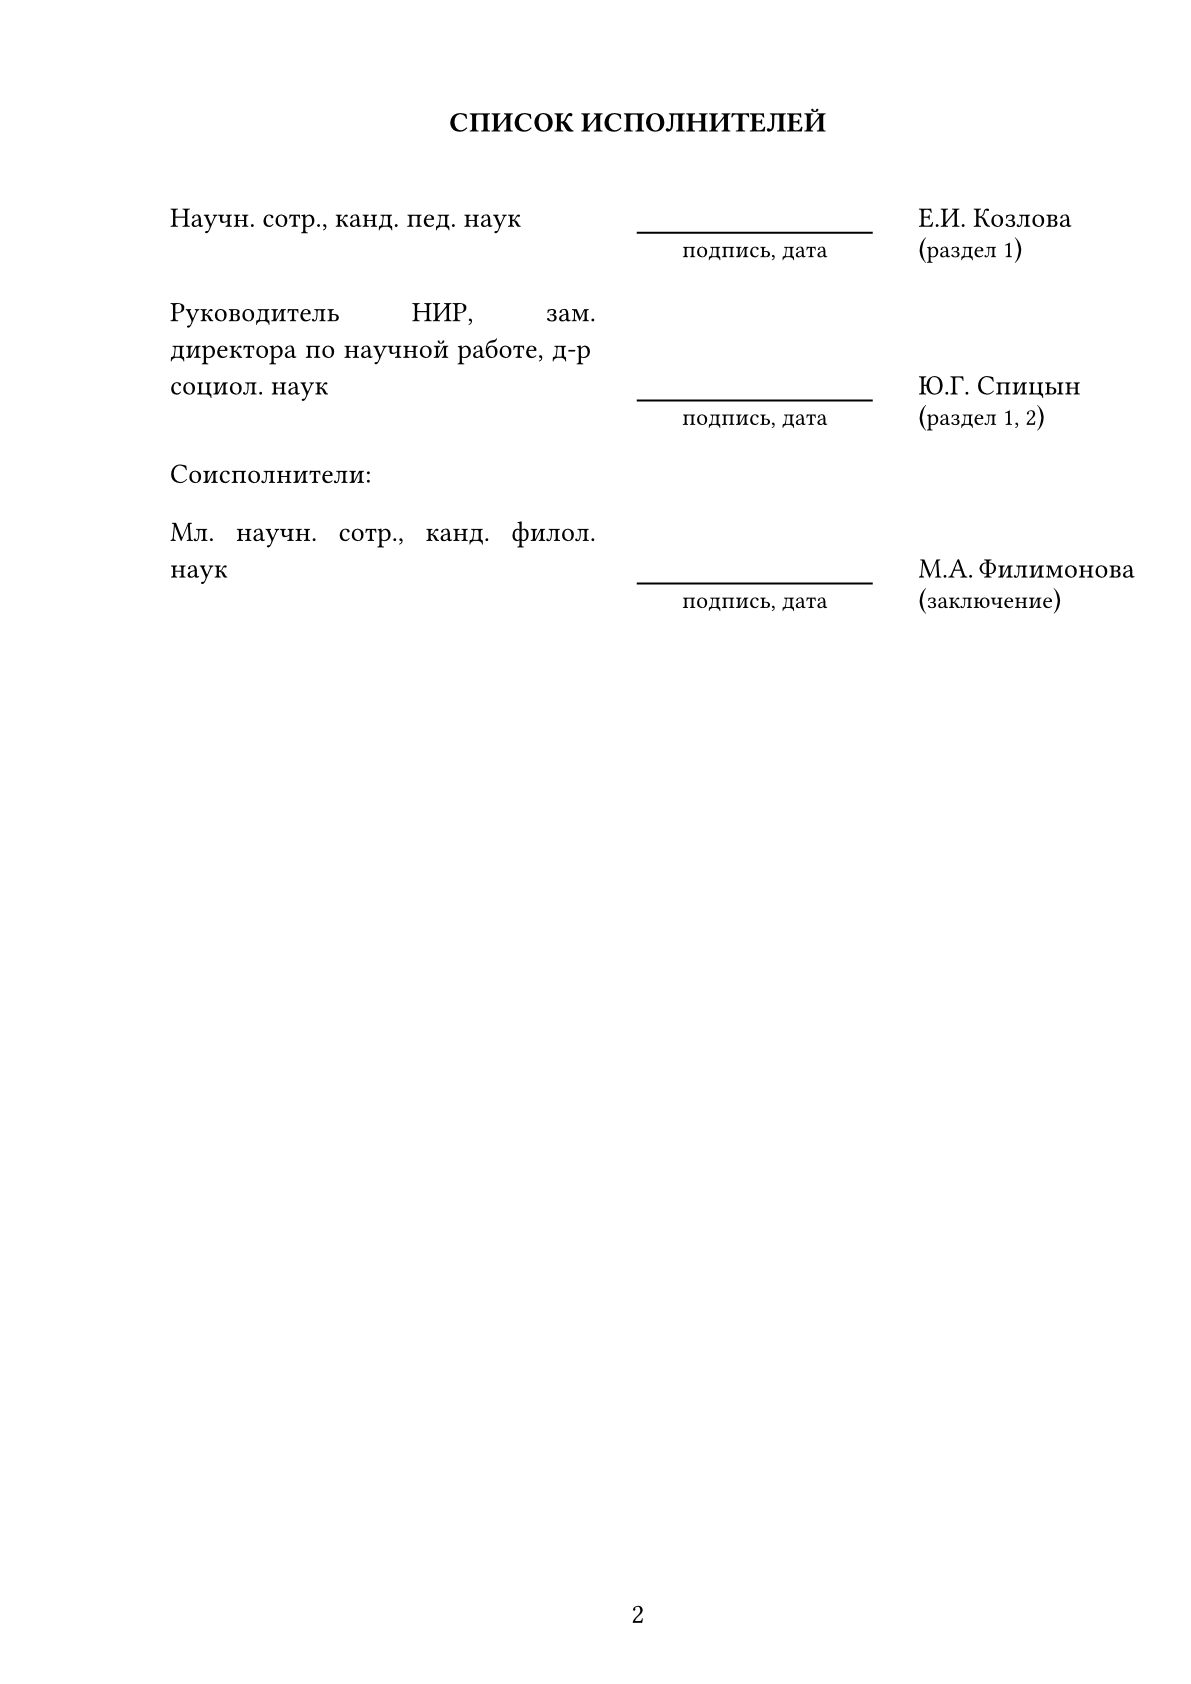 СПИСОК ИСПОЛНИТЕЛЕЙ
Научн. сотр., канд. пед. наук
Е.И. Козлова
подпись, дата
(раздел 1)
Руководитель НИР, зам.
директора по научной работе, д-р
социол. наук
Ю.Г. Спицын
подпись, дата
(раздел 1, 2)
Соисполнители:
Мл. научн. сотр., канд. филол.
наук
М.А. Филимонова
подпись, дата
(заключение)
2